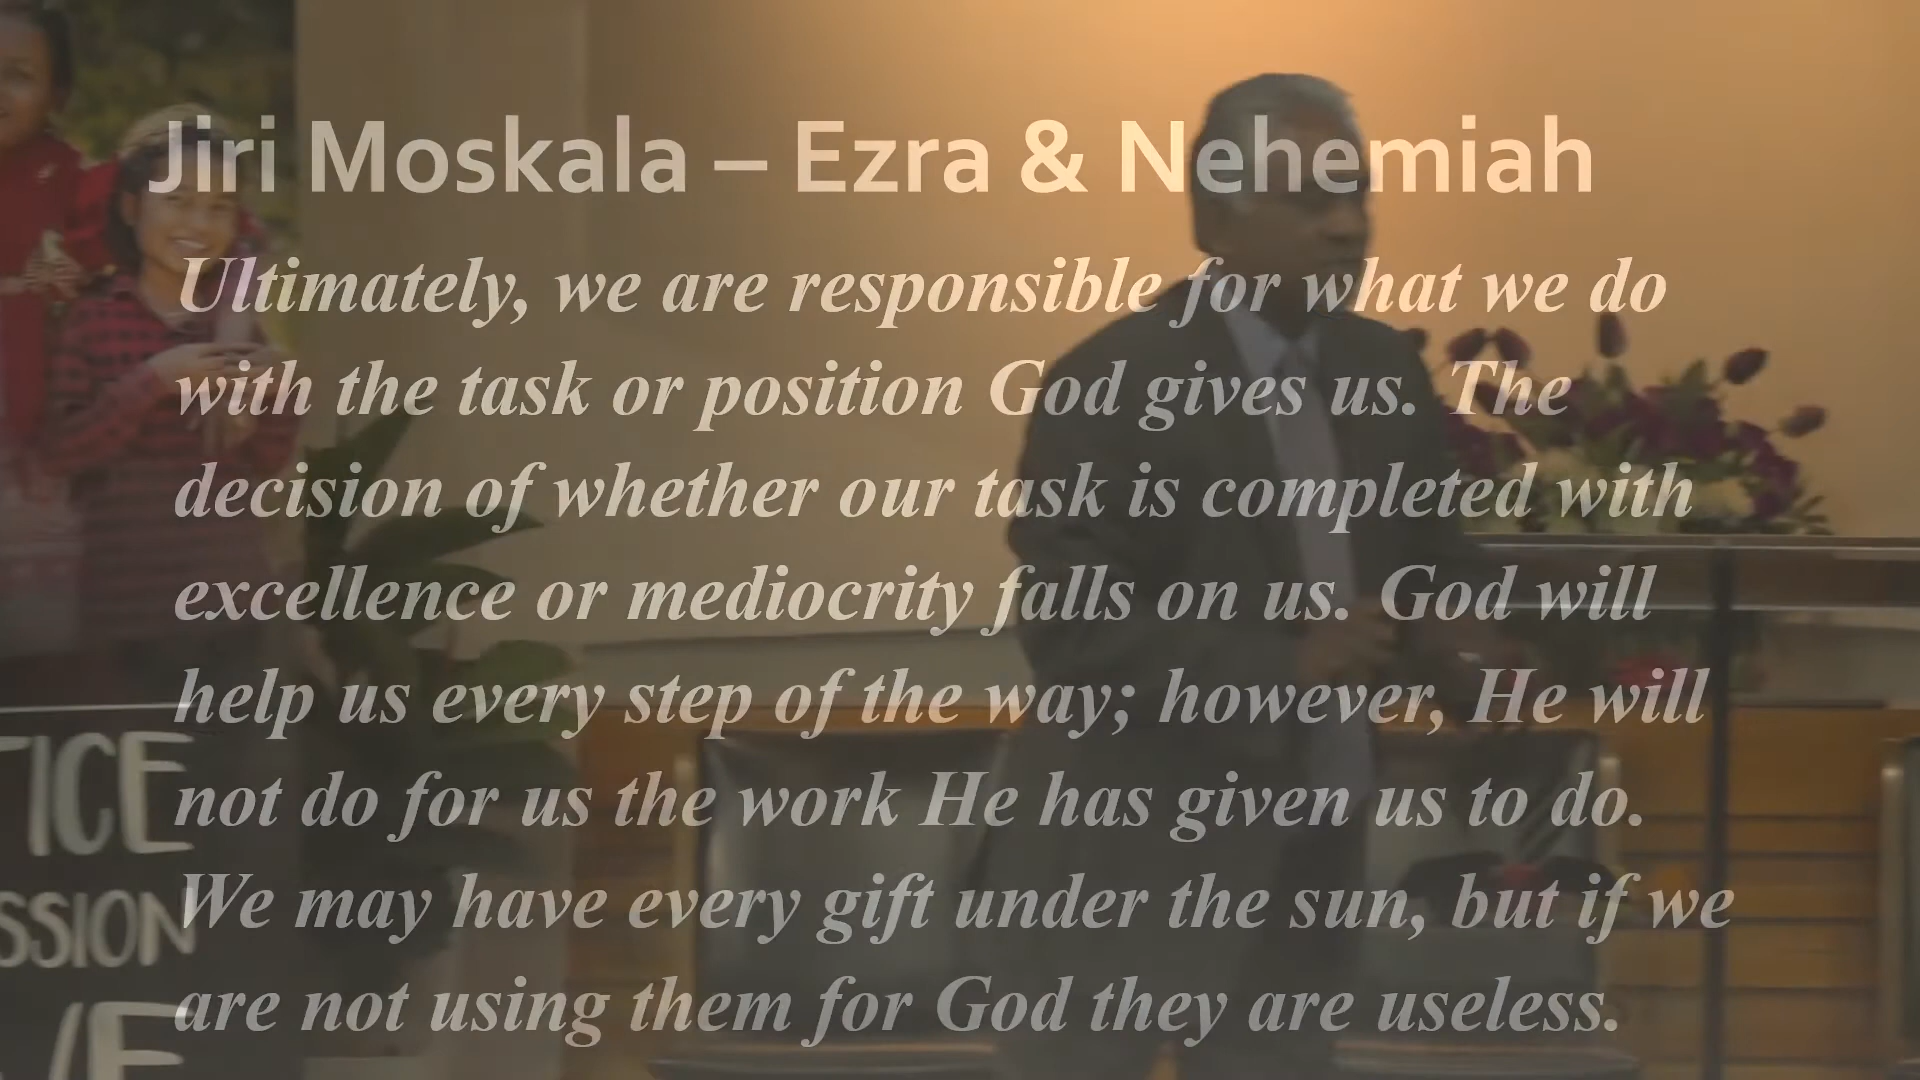 Jiri Moskala – Ezra & Nehemiah
Ultimately, we are responsible for what we do
with the task or position God gives us. The
decision of whether our task is completed with
excellence or mediocrity falls on us. God will
help us every step of the way; however, He will
not do for us the work He has given us to do.
We may have every gift under the sun, but if we
are not using them for God they are useless.
TICE
SSION